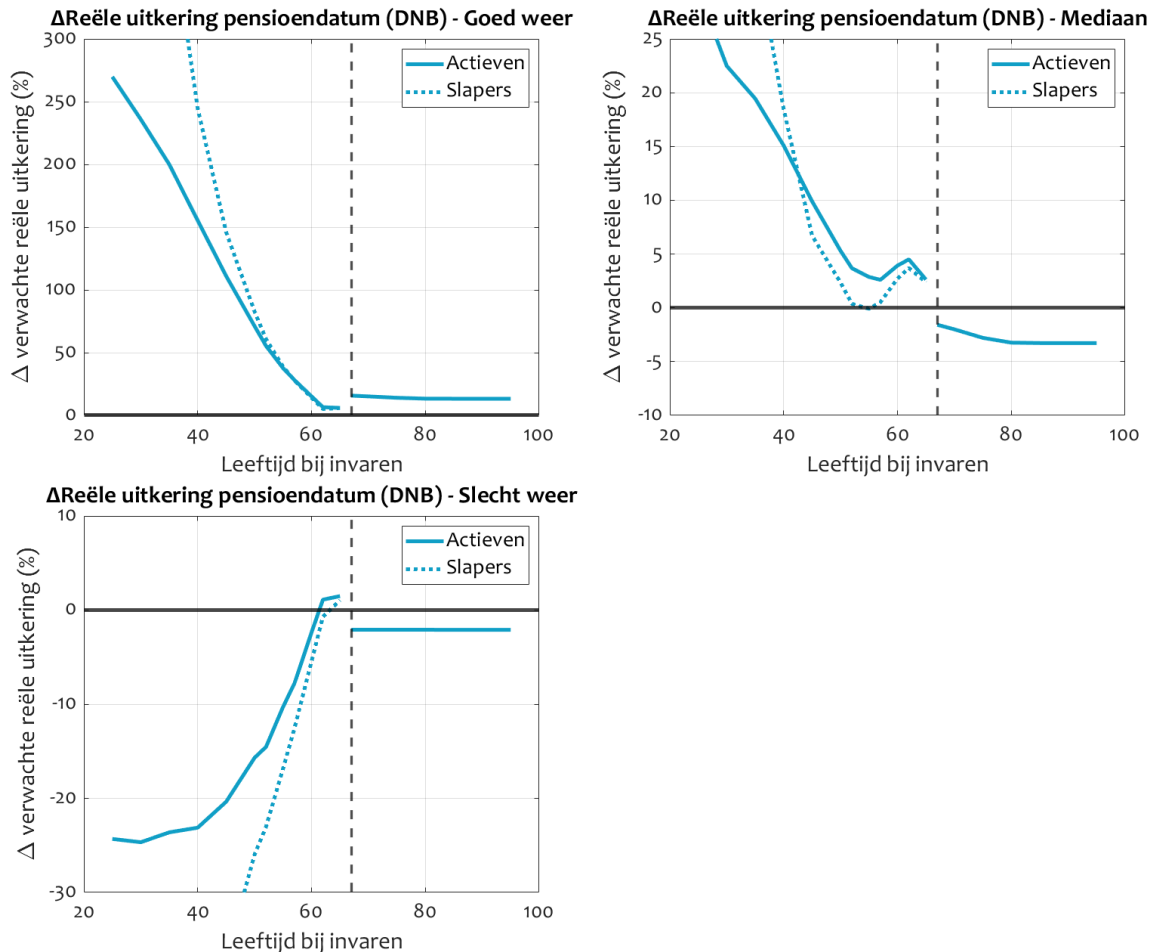 ΔReële uitkering pensioendatum (DNB) - Goed weer
Δ verwachte reële uitkering (%)
300
250
200
150
100
50
0
20
40
60
80
100
Leeftijd bij invaren
Actieven
Slapers
ΔReële uitkering pensioendatum (DNB) - Mediaan
Δ verwachte reële uitkering (%)
25
20
15
10
5
0
-5
-10
20
40
60
80
100
Leeftijd bij invaren
Actieven
Slapers
ΔReële uitkering pensioendatum (DNB) - Slecht weer
Δ verwachte reële uitkering (%)
10
0
-10
-20
-30
20
40
60
80
100
Leeftijd bij invaren
Actieven
Slapers